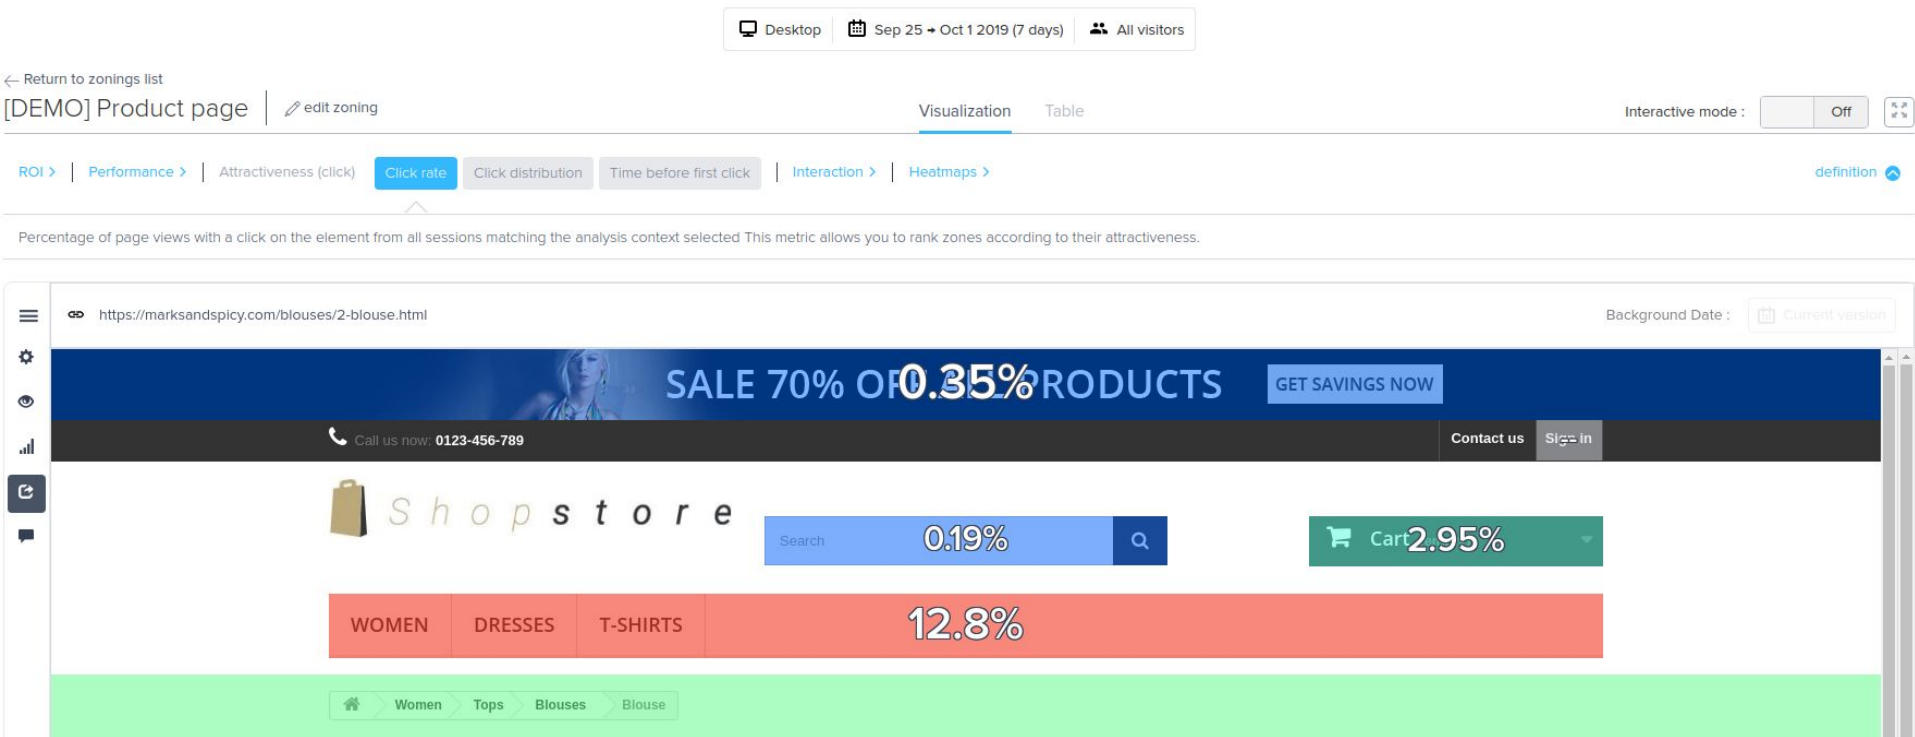 Desktop Sep 25 → Oct 1 2019 (7 days) All visitors
← Return to zonings list
[DEMO] Product page edit zoning Visualization Table Interactive mode : Off
ROI > Performance > Attractiveness (click) Click rate Click distribution Time before first click Interaction > Heatmaps > definition
Percentage of page views with a click on the element from all sessions matching the analysis context selected This metric allows you to rank zones according to their attractiveness.
https://marksandspicy.com/blouses/2-blouse.html Background Date : Current version
SALE 70% OFF ALL PRODUCTS GET SAVINGS NOW
0.35%
Call us now: 0123-456-789 Contact us Sign in
Shopstore
Search 0.19% Cart 2.95%
WOMEN DRESSES T-SHIRTS 12.8%
Women Tops Blouses Blouse